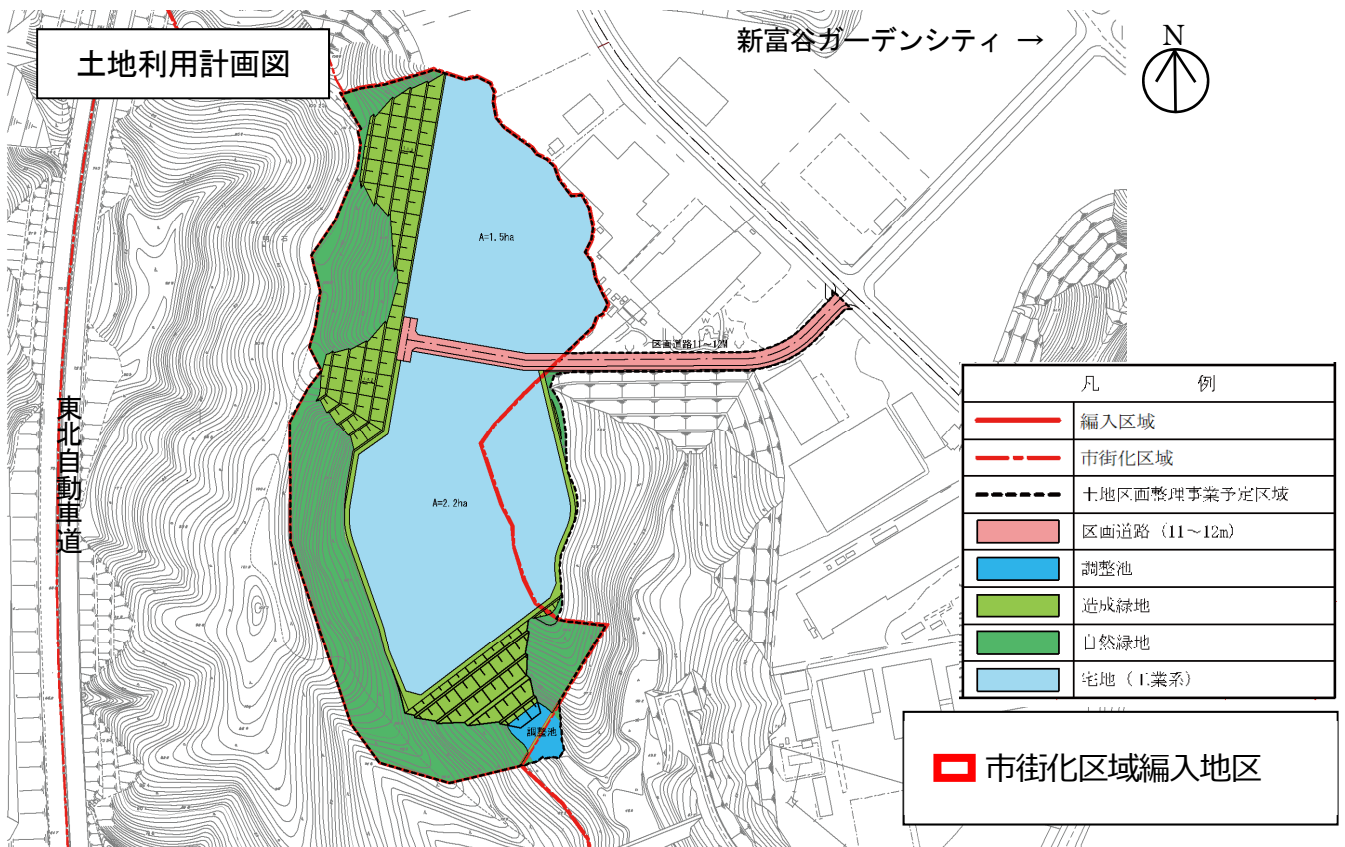 土地利用計画図
新富谷ガーデンシティ →
N
A=1.5ha
区画道路11～12M
東北自動車道
A=2.2ha
調整池
凡 例
編入区域
市街化区域
土地区画整理事業予定区域
区画道路（11～12m）
調整池
造成緑地
自然緑地
宅地（工業系）
市街化区域編入地区